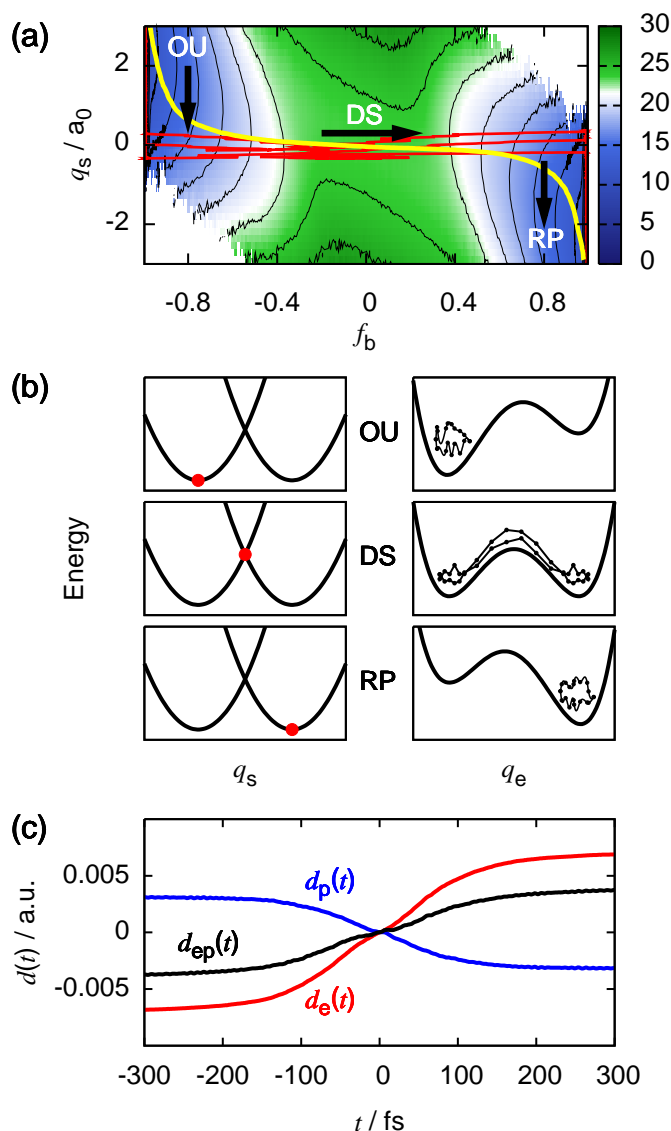 (a)
OU
DS
RP
q_s / a_0
2
0
-2
-0.8 -0.4 0 0.4 0.8
f_b
30
25
20
15
10
5
0
(b)
OU
DS
RP
Energy
q_s q_e
(c)
d(t) / a.u.
0.005
0
-0.005
d_p(t)
d_ep(t)
d_e(t)
-300 -200 -100 0 100 200 300
t / fs